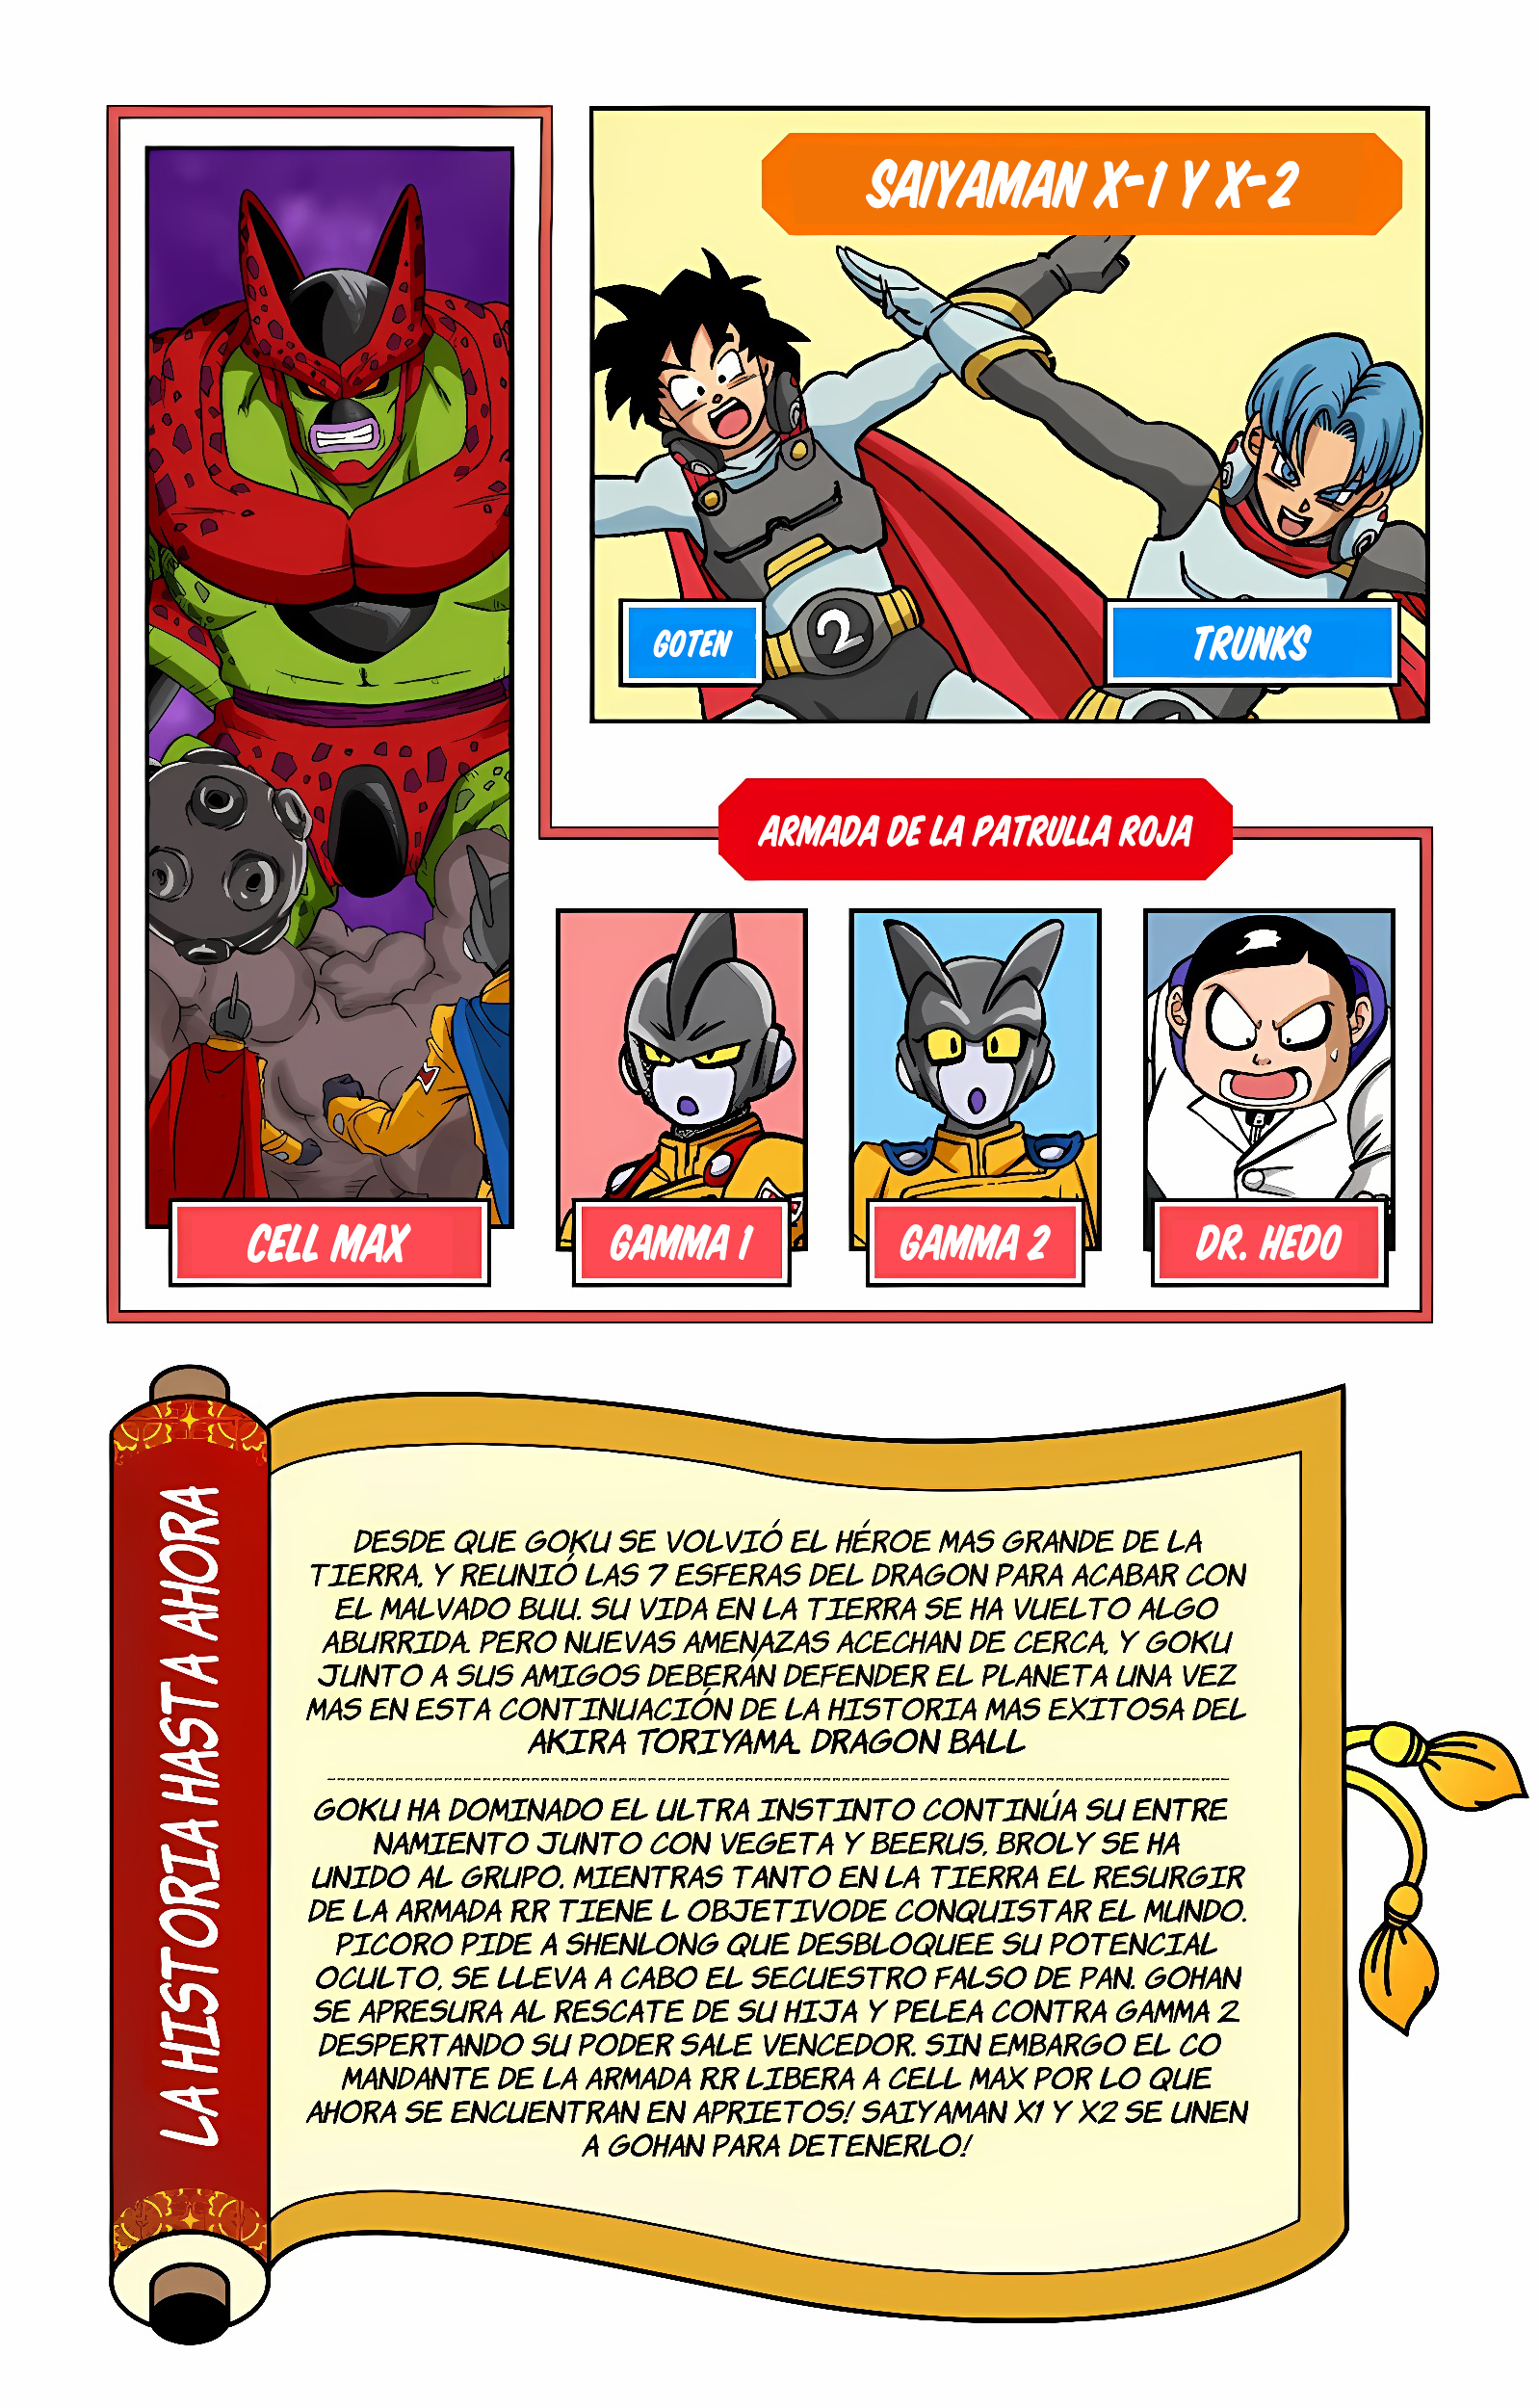 SAIYAMAN X-1 Y X-2
GOTEN
TRUNKS
ARMADA DE LA PATRULLA ROJA
CELL MAX
GAMMA 1
GAMMA 2
DR. HEDO
LA HISTORIA HASTA AHORA
DESDE QUE GOKU SE VOLVIÓ EL HÉROE MAS GRANDE DE LA
TIERRA, Y REUNIÓ LAS 7 ESFERAS DEL DRAGON PARA ACABAR CON
EL MALVADO BUU. SU VIDA EN LA TIERRA SE HA VUELTO ALGO
ABURRIDA. PERO NUEVAS AMENAZAS ACECHAN DE CERCA, Y GOKU
JUNTO A SUS AMIGOS DEBERÁN DEFENDER EL PLANETA UNA VEZ
MAS EN ESTA CONTINUACIÓN DE LA HISTORIA MAS EXITOSA DEL
AKIRA TORIYAMA. DRAGON BALL
GOKU HA DOMINADO EL ULTRA INSTINTO CONTINÚA SU ENTRE
NAMIENTO JUNTO CON VEGETA Y BEERUS, BROLY SE HA
UNIDO AL GRUPO. MIENTRAS TANTO EN LA TIERRA EL RESURGIR
DE LA ARMADA RR TIENE L OBJETIVODE CONQUISTAR EL MUNDO.
PICORO PIDE A SHENLONG QUE DESBLOQUEE SU POTENCIAL
OCULTO, SE LLEVA A CABO EL SECUESTRO FALSO DE PAN. GOHAN
SE APRESURA AL RESCATE DE SU HIJA Y PELEA CONTRA GAMMA 2
DESPERTANDO SU PODER SALE VENCEDOR. SIN EMBARGO EL CO
MANDANTE DE LA ARMADA RR LIBERA A CELL MAX POR LO QUE
AHORA SE ENCUENTRAN EN APRIETOS! SAIYAMAN X1 Y X2 SE UNEN
A GOHAN PARA DETENERLO!
2